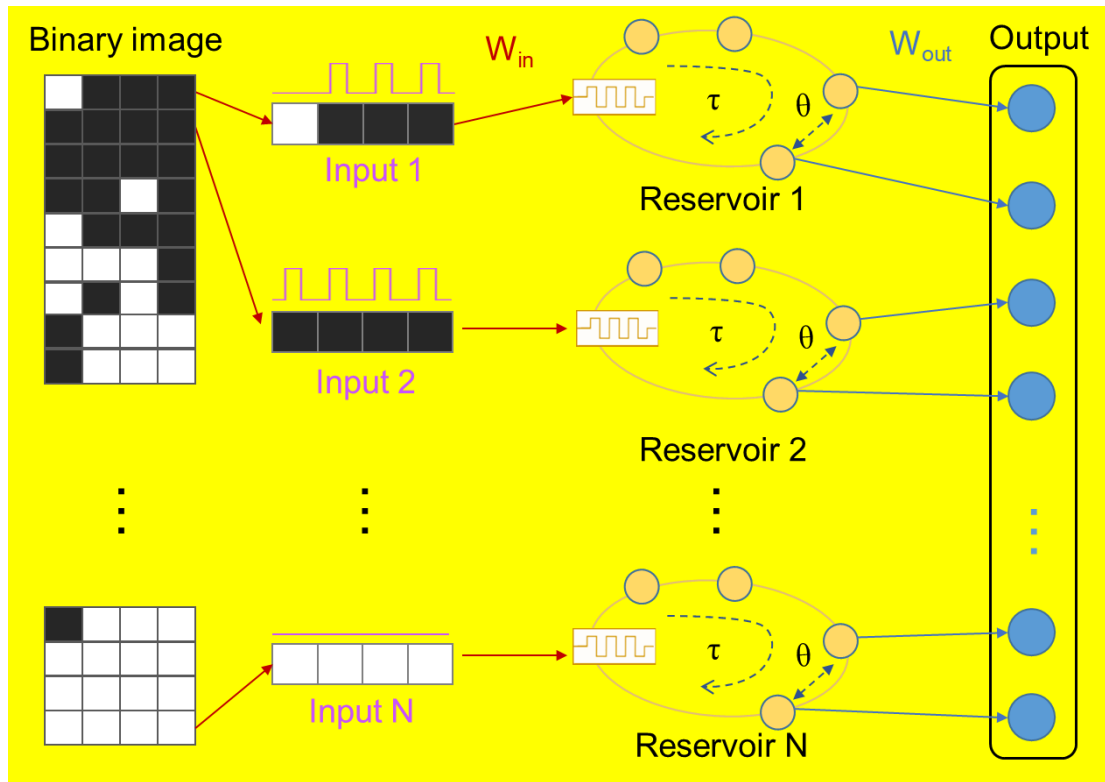 Binary image
W_in
W_out
Output
Input 1
τ
θ
Reservoir 1
Input 2
τ
θ
Reservoir 2
Input N
τ
θ
Reservoir N